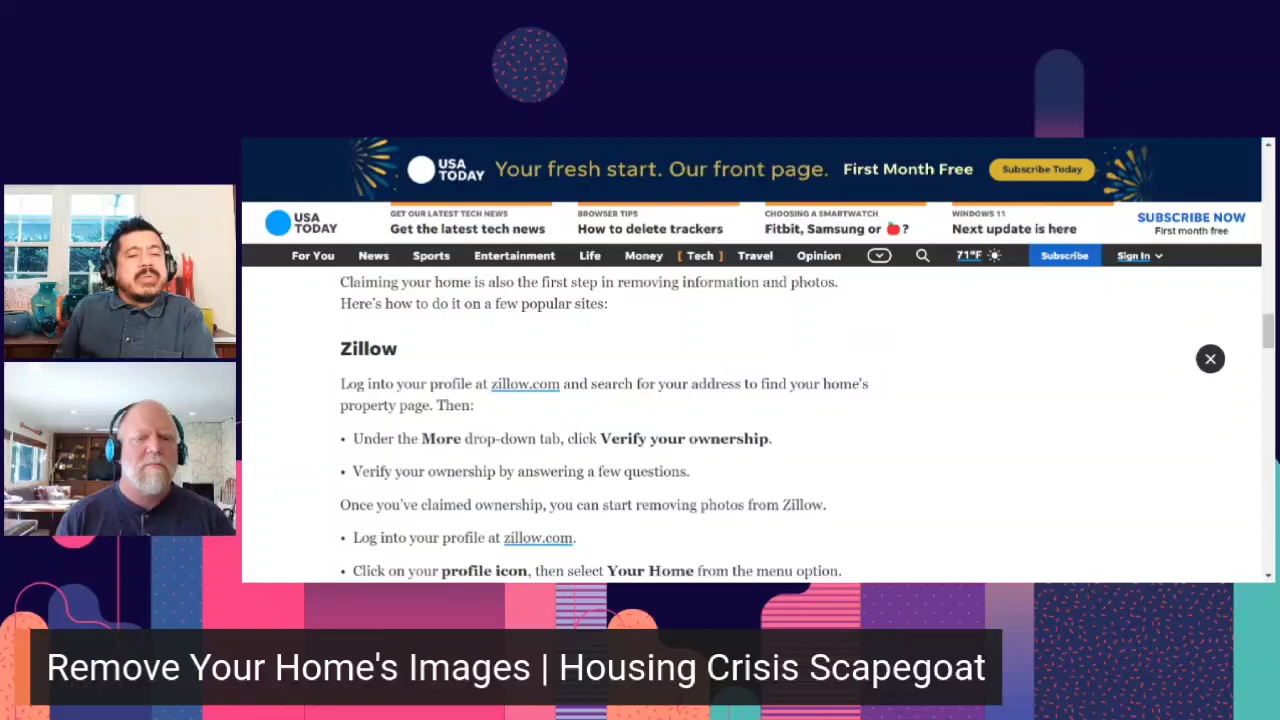 USA TODAY
Your fresh start. Our front page.
First Month Free
Subscribe Today
USA TODAY
GET OUR LATEST TECH NEWS
Get the latest tech news
BROWSER TIPS
How to delete trackers
CHOOSING A SMARTWATCH
Fitbit, Samsung or 🍎?
WINDOWS 11
Next update is here
SUBSCRIBE NOW
First month free
For You News Sports Entertainment Life Money [ Tech ] Travel Opinion 71°F Subscribe Sign In
Claiming your home is also the first step in removing information and photos.
Here's how to do it on a few popular sites:
Zillow
Log into your profile at zillow.com and search for your address to find your home's
property page. Then:
• Under the More drop-down tab, click Verify your ownership.
• Verify your ownership by answering a few questions.
Once you've claimed ownership, you can start removing photos from Zillow.
• Log into your profile at zillow.com.
• Click on your profile icon, then select Your Home from the menu option.
Remove Your Home's Images | Housing Crisis Scapegoat